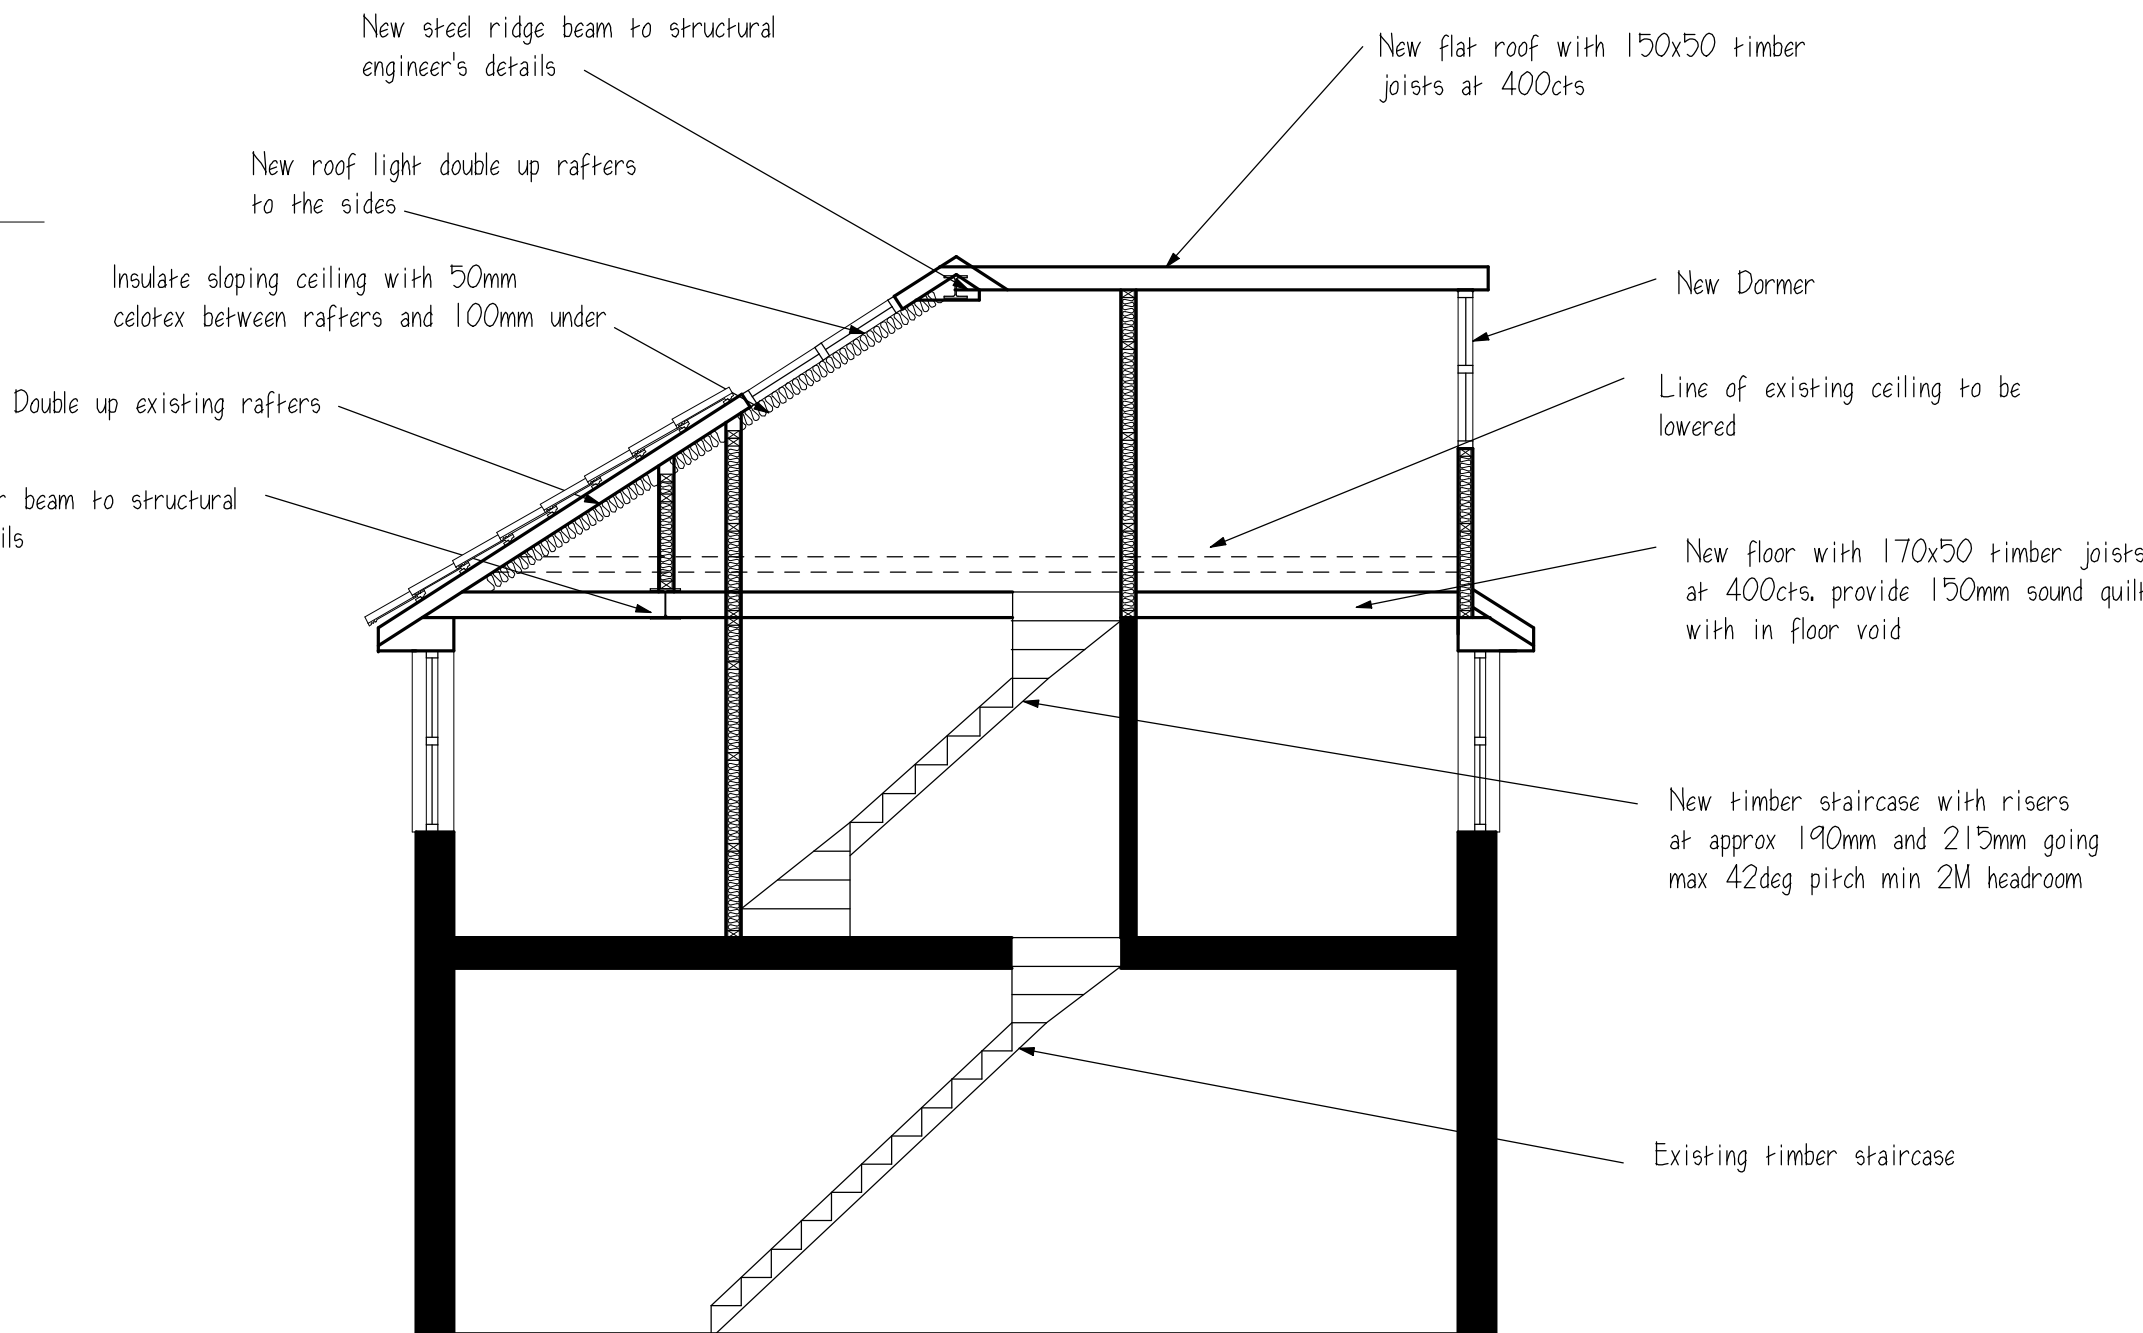 New steel ridge beam to structural
engineer's details
New flat roof with 150x50 timber
joists at 400cts
New roof light double up rafters
to the sides
Insulate sloping ceiling with 50mm
celotex between rafters and 100mm under
New Dormer
Line of existing ceiling to be
lowered
Double up existing rafters
beam to structural
New floor with 170x50 timber joists
at 400cts. provide 150mm sound quilt
with in floor void
New timber staircase with risers
at approx 190mm and 215mm going
max 42deg pitch min 2M headroom
Existing timber staircase